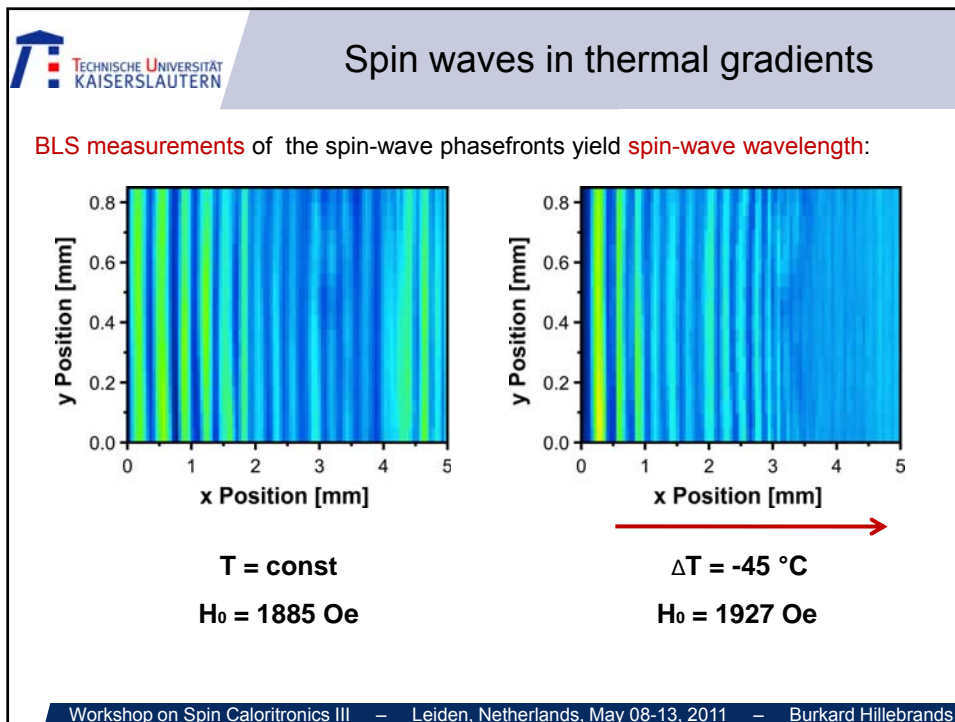 TECHNISCHE UNIVERSITÄT
KAISERSLAUTERN
Spin waves in thermal gradients
BLS measurements of the spin-wave phasefronts yield spin-wave wavelength:
0.8
0.6
0.4
0.2
0.0
y Position [mm]
0 1 2 3 4 5
x Position [mm]
0.8
0.6
0.4
0.2
0.0
y Position [mm]
0 1 2 3 4 5
x Position [mm]
T = const
H₀ = 1885 Oe
ΔT = -45 °C
H₀ = 1927 Oe
Workshop on Spin Caloritronics III – Leiden, Netherlands, May 08-13, 2011 – Burkard Hillebrands